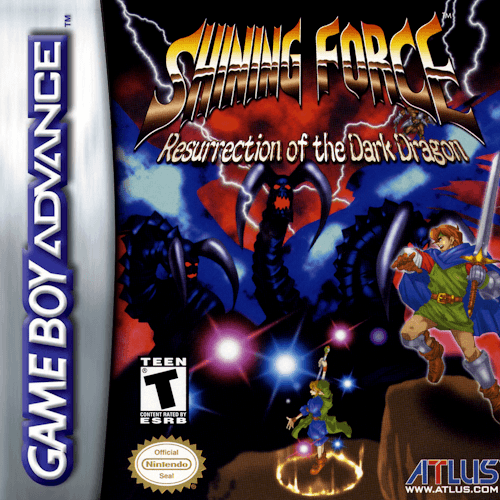 GAME BOY ADVANCE
SHINING FORCE™
Resurrection of the Dark Dragon
TEEN
T
CONTENT RATED BY
ESRB
Official
Nintendo
Seal
ATLUS
WWW.ATLUS.COM